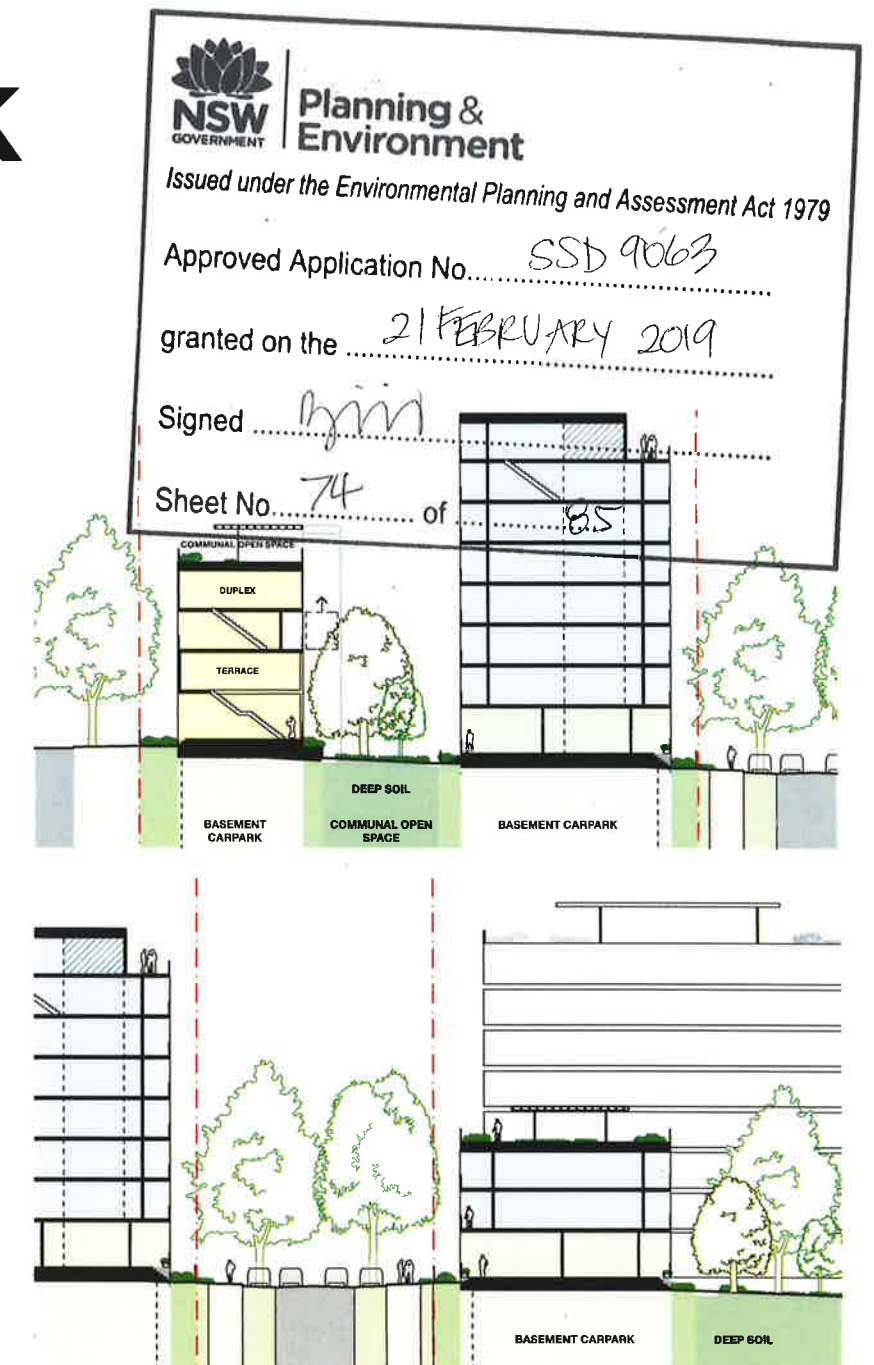 K
NSW
GOVERNMENT
Planning &
Environment
Issued under the Environmental Planning and Assessment Act 1979
Approved Application No. SSD 9063
granted on the 21 FEBRUARY 2019
Signed
Sheet No. 74 of 85
COMMUNAL OPEN SPACE
DUPLEX
TERRACE
DEEP SOIL
BASEMENT
CARPARK
COMMUNAL OPEN
SPACE
BASEMENT CARPARK
BASEMENT CARPARK
DEEP SOIL